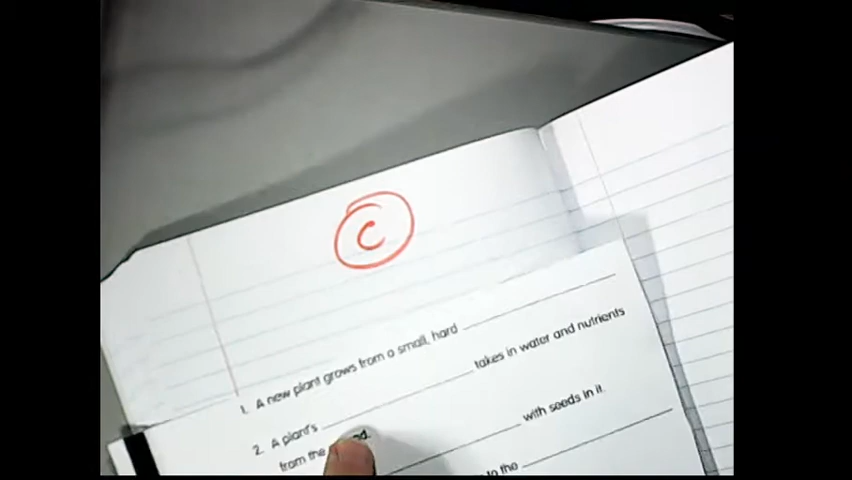 C
1. A new plant grows from a small, hard
2. A plant's takes in water and nutrients
from the
with seeds in it.
to the